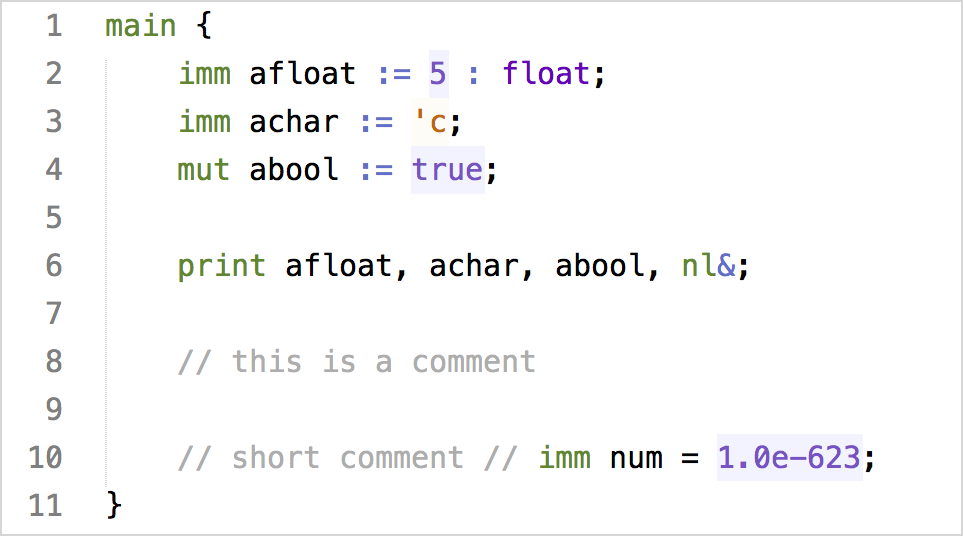 1 main {
2 imm afloat := 5 : float;
3 imm achar := 'c;
4 mut abool := true;
5
6 print afloat, achar, abool, nl&;
7
8 // this is a comment
9
10 // short comment // imm num = 1.0e-623;
11 }